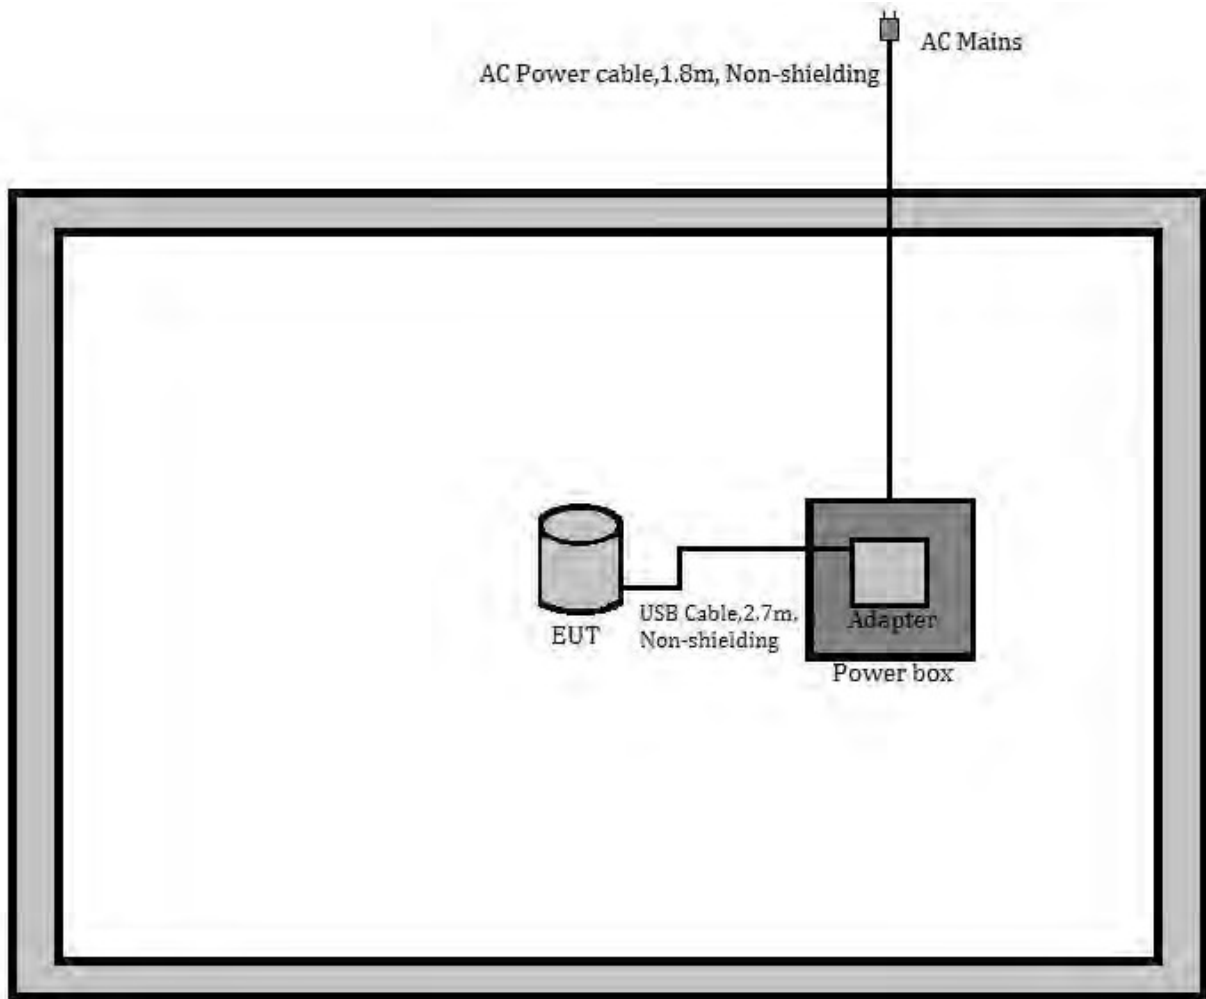 AC Mains
AC Power cable,1.8m, Non-shielding
EUT
USB Cable,2.7m,
Non-shielding
Adapter
Power box